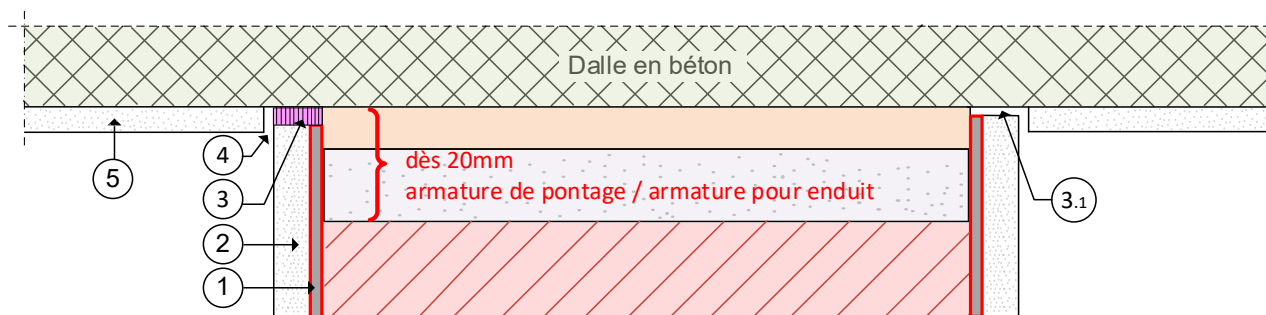 Dalle en béton
dès 20mm
armature de pontage / armature pour enduit
4
5
3
3.1
2
1